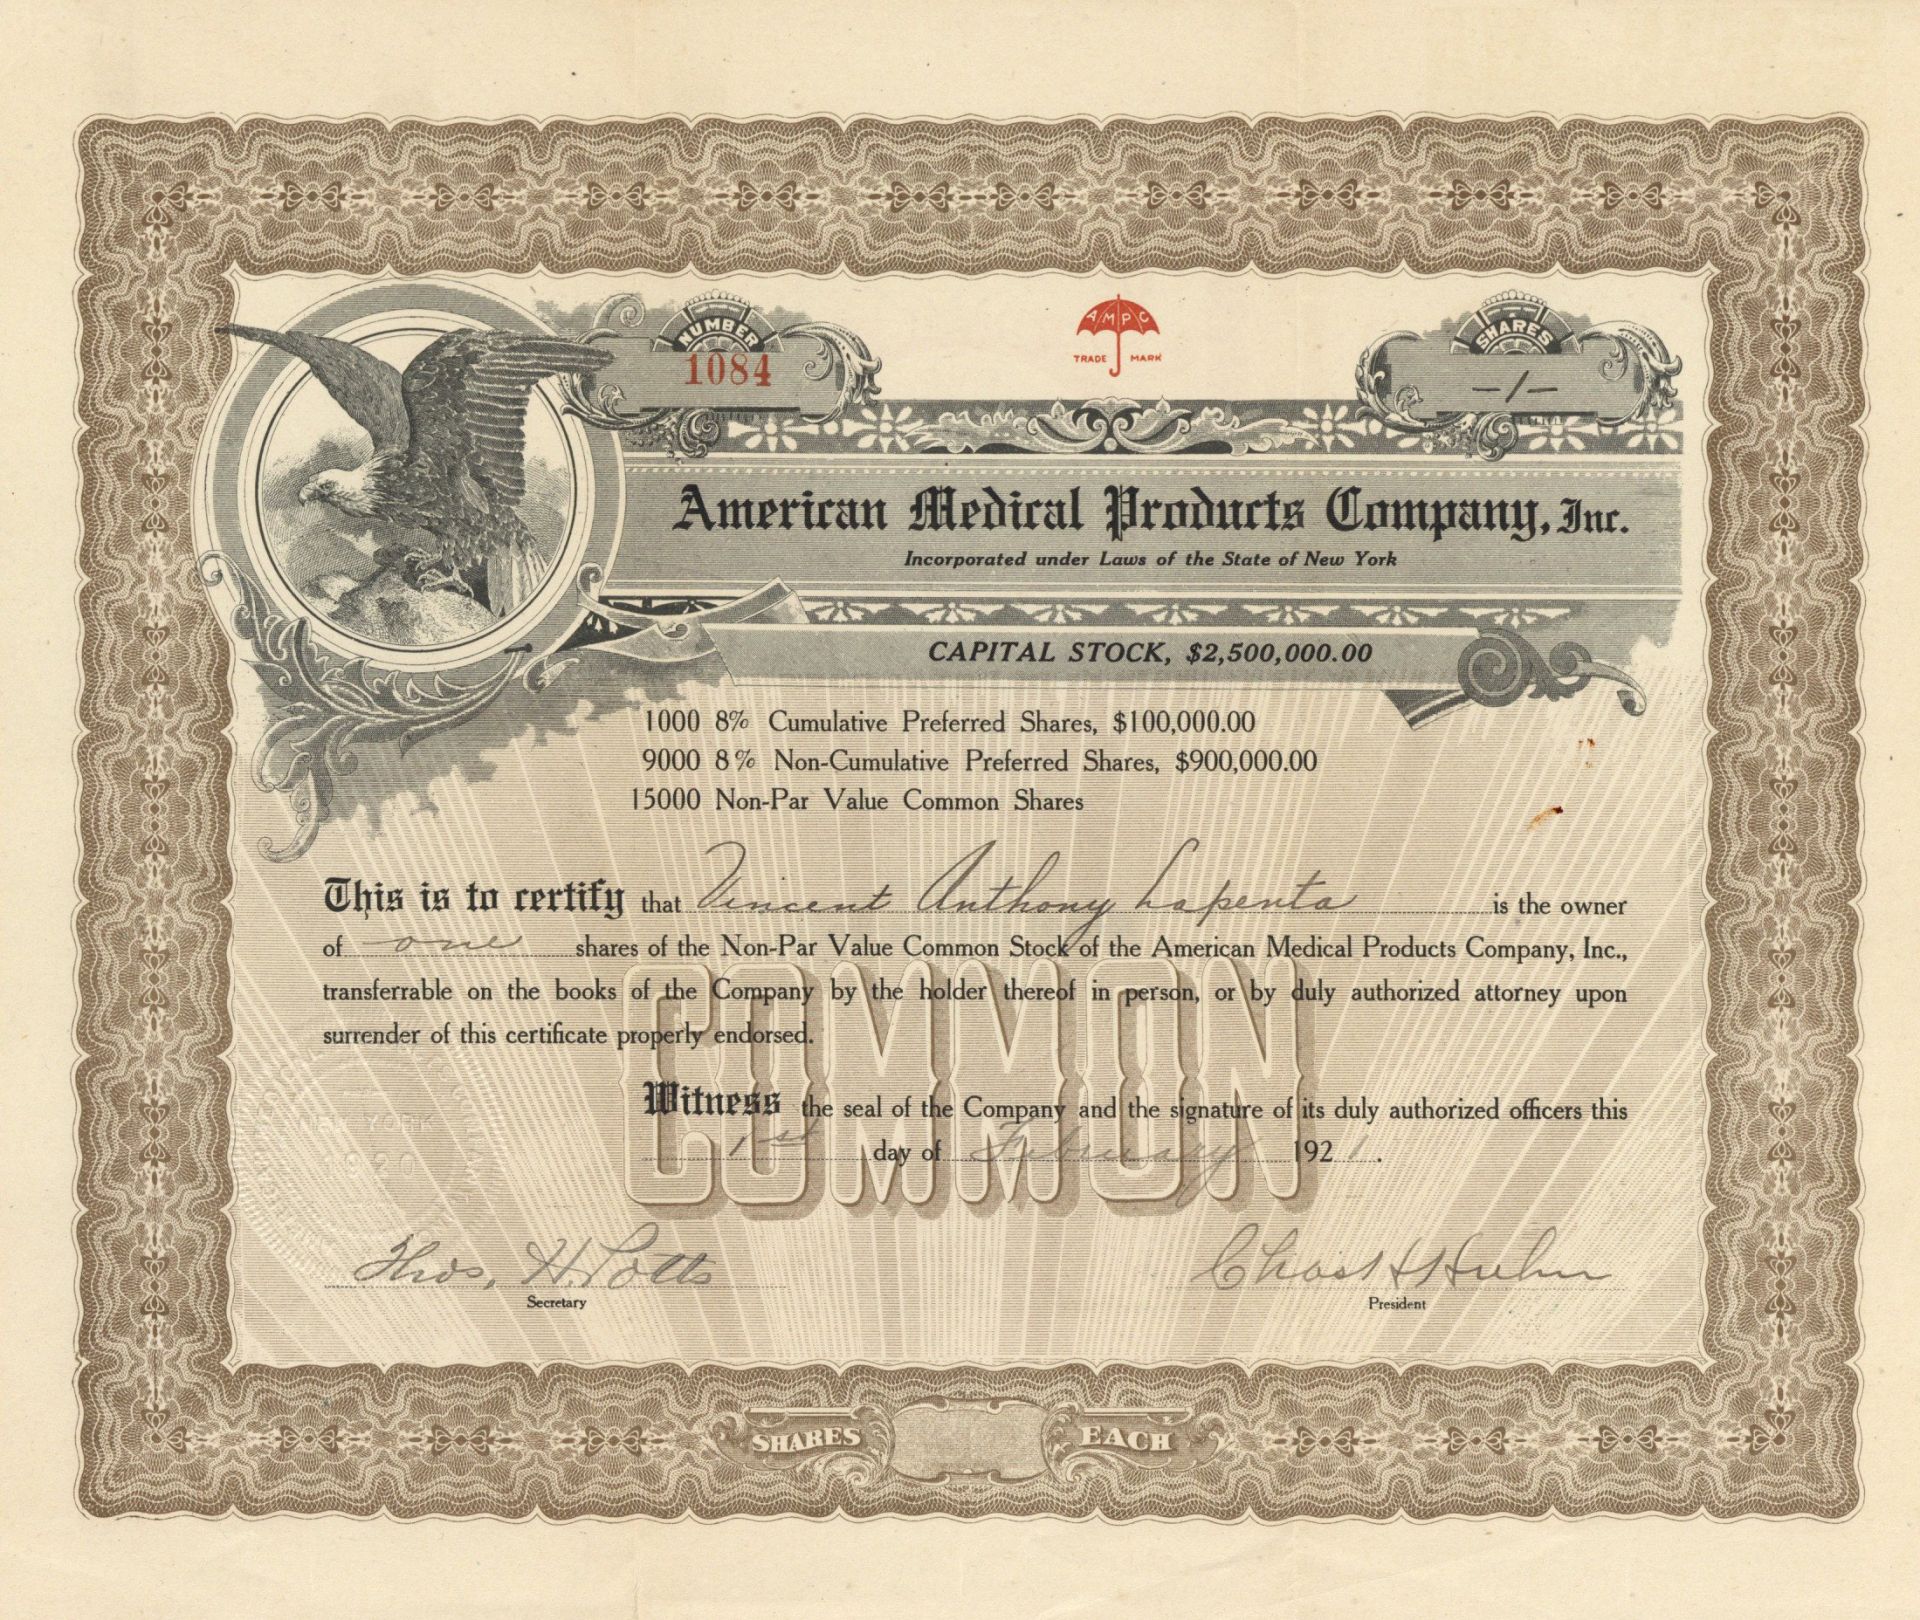 NUMBER
1084
AMPC
TRADE MARK
SHARES
-1-
American Medical Products Company, Inc.
Incorporated under Laws of the State of New York
CAPITAL STOCK, $2,500,000.00
1000 8% Cumulative Preferred Shares, $100,000.00
9000 8% Non-Cumulative Preferred Shares, $900,000.00
15000 Non-Par Value Common Shares
This is to certify that Vincent Anthony Lapenta is the owner
of one shares of the Non-Par Value Common Stock of the American Medical Products Company, Inc.,
transferrable on the books of the Company by the holder thereof in person, or by duly authorized attorney upon
surrender of this certificate properly endorsed.
COMMON
Witness the seal of the Company and the signature of its duly authorized officers this
1st day of February 1921.
YORK
1920
Thos. H. Potts
Secretary
Chas H Huhn
President
SHARES EACH